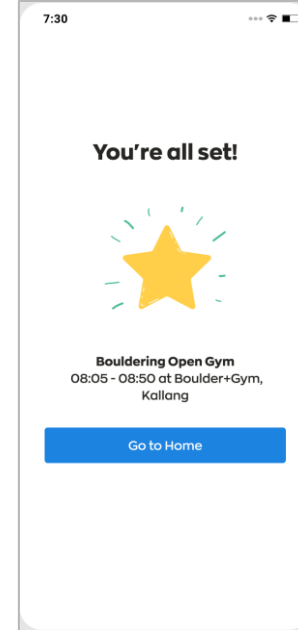 7:30
You're all set!
Bouldering Open Gym
08:05 - 08:50 at Boulder+Gym,
Kallang
Go to Home